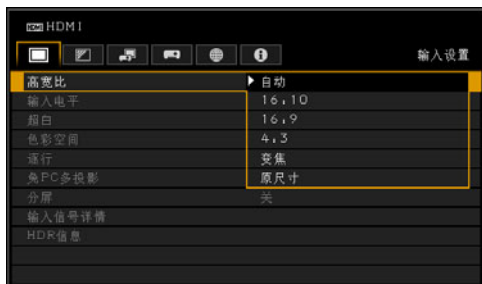 HDMI
输入设置
高宽比 自动
输入电平 16:10
超白 16:9
色彩空间 4:3
逐行 变焦
免PC多投影 原尺寸
分屏 关
输入信号详情
HDR信息